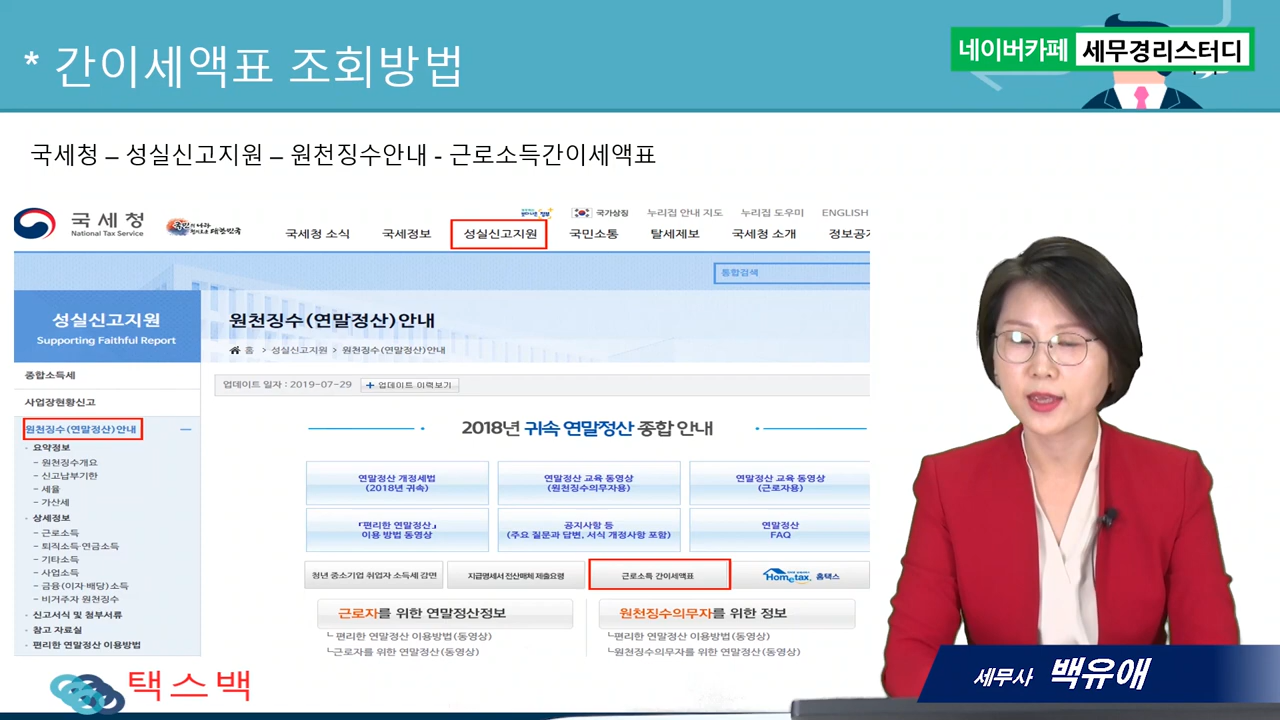 * 간이세액표 조회방법
네이버카페 세무경리스터디
국세청 – 성실신고지원 – 원천징수안내 - 근로소득간이세액표
국가상징 누리집 안내 지도 누리집 도우미 ENGLISH
국세청
National Tax Service
대한민국
국세청 소식 국세정보 성실신고지원 국민소통 탈세제보 국세청 소개 정보공
통합검색
성실신고지원
Supporting Faithful Report
원천징수(연말정산)안내
홈 > 성실신고지원 > 원천징수(연말정산)안내
종합소득세
사업장현황신고
원천징수(연말정산)안내
요약정보
- 원천징수개요
- 신고납부기한
- 세율
- 가산세
상세정보
- 근로소득
- 퇴직소득·연금소득
- 기타소득
- 사업소득
- 금융(이자·배당)소득
- 비거주자 원천징수
신고서식 및 첨부서류
참고 자료실
편리한 연말정산 이용방법
업데이트 일자 : 2019-07-29 + 업데이트 이력보기
2018년 귀속 연말정산 종합 안내
연말정산 개정세법
(2018년 귀속)
연말정산 교육 동영상
(원천징수의무자용)
연말정산 교육 동영상
(근로자용)
「편리한 연말정산」
이용 방법 동영상
공지사항 등
(주요 질문과 답변, 서식 개정사항 포함)
연말정산
FAQ
청년 중소기업 취업자 소득세 감면
지급명세서 전산매체 제출요령
근로소득 간이세액표
Hometax. 홈택스
근로자를 위한 연말정산정보
└ 편리한 연말정산 이용방법(동영상)
└근로자를 위한 연말정산(동영상)
원천징수의무자를 위한 정보
└편리한 연말정산 이용방법(동영상)
└원천징수의무자를 위한 연말정산(동영상)
택스백
세무사 백유애